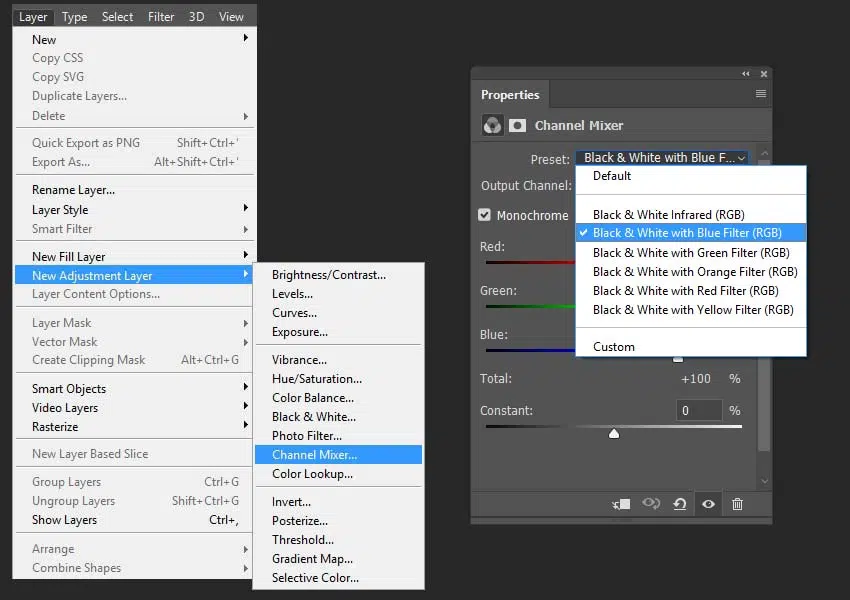 Layer Type Select Filter 3D View
New
Copy CSS
Copy SVG
Duplicate Layers...
Delete
Quick Export as PNG Shift+Ctrl+'
Export As... Alt+Shift+Ctrl+'
Rename Layer...
Layer Style
Smart Filter
New Fill Layer
New Adjustment Layer
Layer Content Options...
Layer Mask
Vector Mask
Create Clipping Mask Alt+Ctrl+G
Smart Objects
Video Layers
Rasterize
New Layer Based Slice
Group Layers Ctrl+G
Ungroup Layers Shift+Ctrl+G
Show Layers Ctrl+,
Arrange
Combine Shapes
Brightness/Contrast...
Levels...
Curves...
Exposure...
Vibrance...
Hue/Saturation...
Color Balance...
Black & White...
Photo Filter...
Channel Mixer...
Color Lookup...
Invert...
Posterize...
Threshold...
Gradient Map...
Selective Color...
Properties
Channel Mixer
Preset: Black & White with Blue F...
Output Channel:
Monochrome
Red:
Green:
Blue:
Default
Black & White Infrared (RGB)
Black & White with Blue Filter (RGB)
Black & White with Green Filter (RGB)
Black & White with Orange Filter (RGB)
Black & White with Red Filter (RGB)
Black & White with Yellow Filter (RGB)
Custom
Total: +100 %
Constant: 0 %